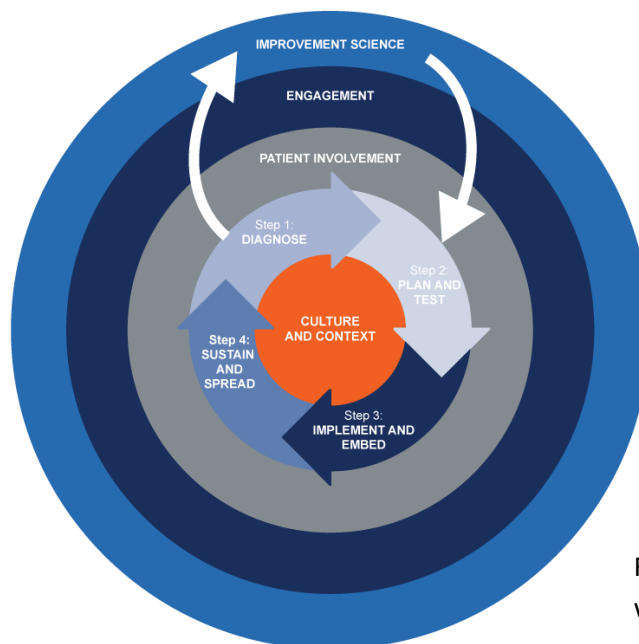 IMPROVEMENT SCIENCE
ENGAGEMENT
PATIENT INVOLVEMENT
Step 1:
DIAGNOSE
Step 2:
PLAN AND
TEST
CULTURE
AND CONTEXT
Step 4:
SUSTAIN
AND
SPREAD
Step 3:
IMPLEMENT AND
EMBED